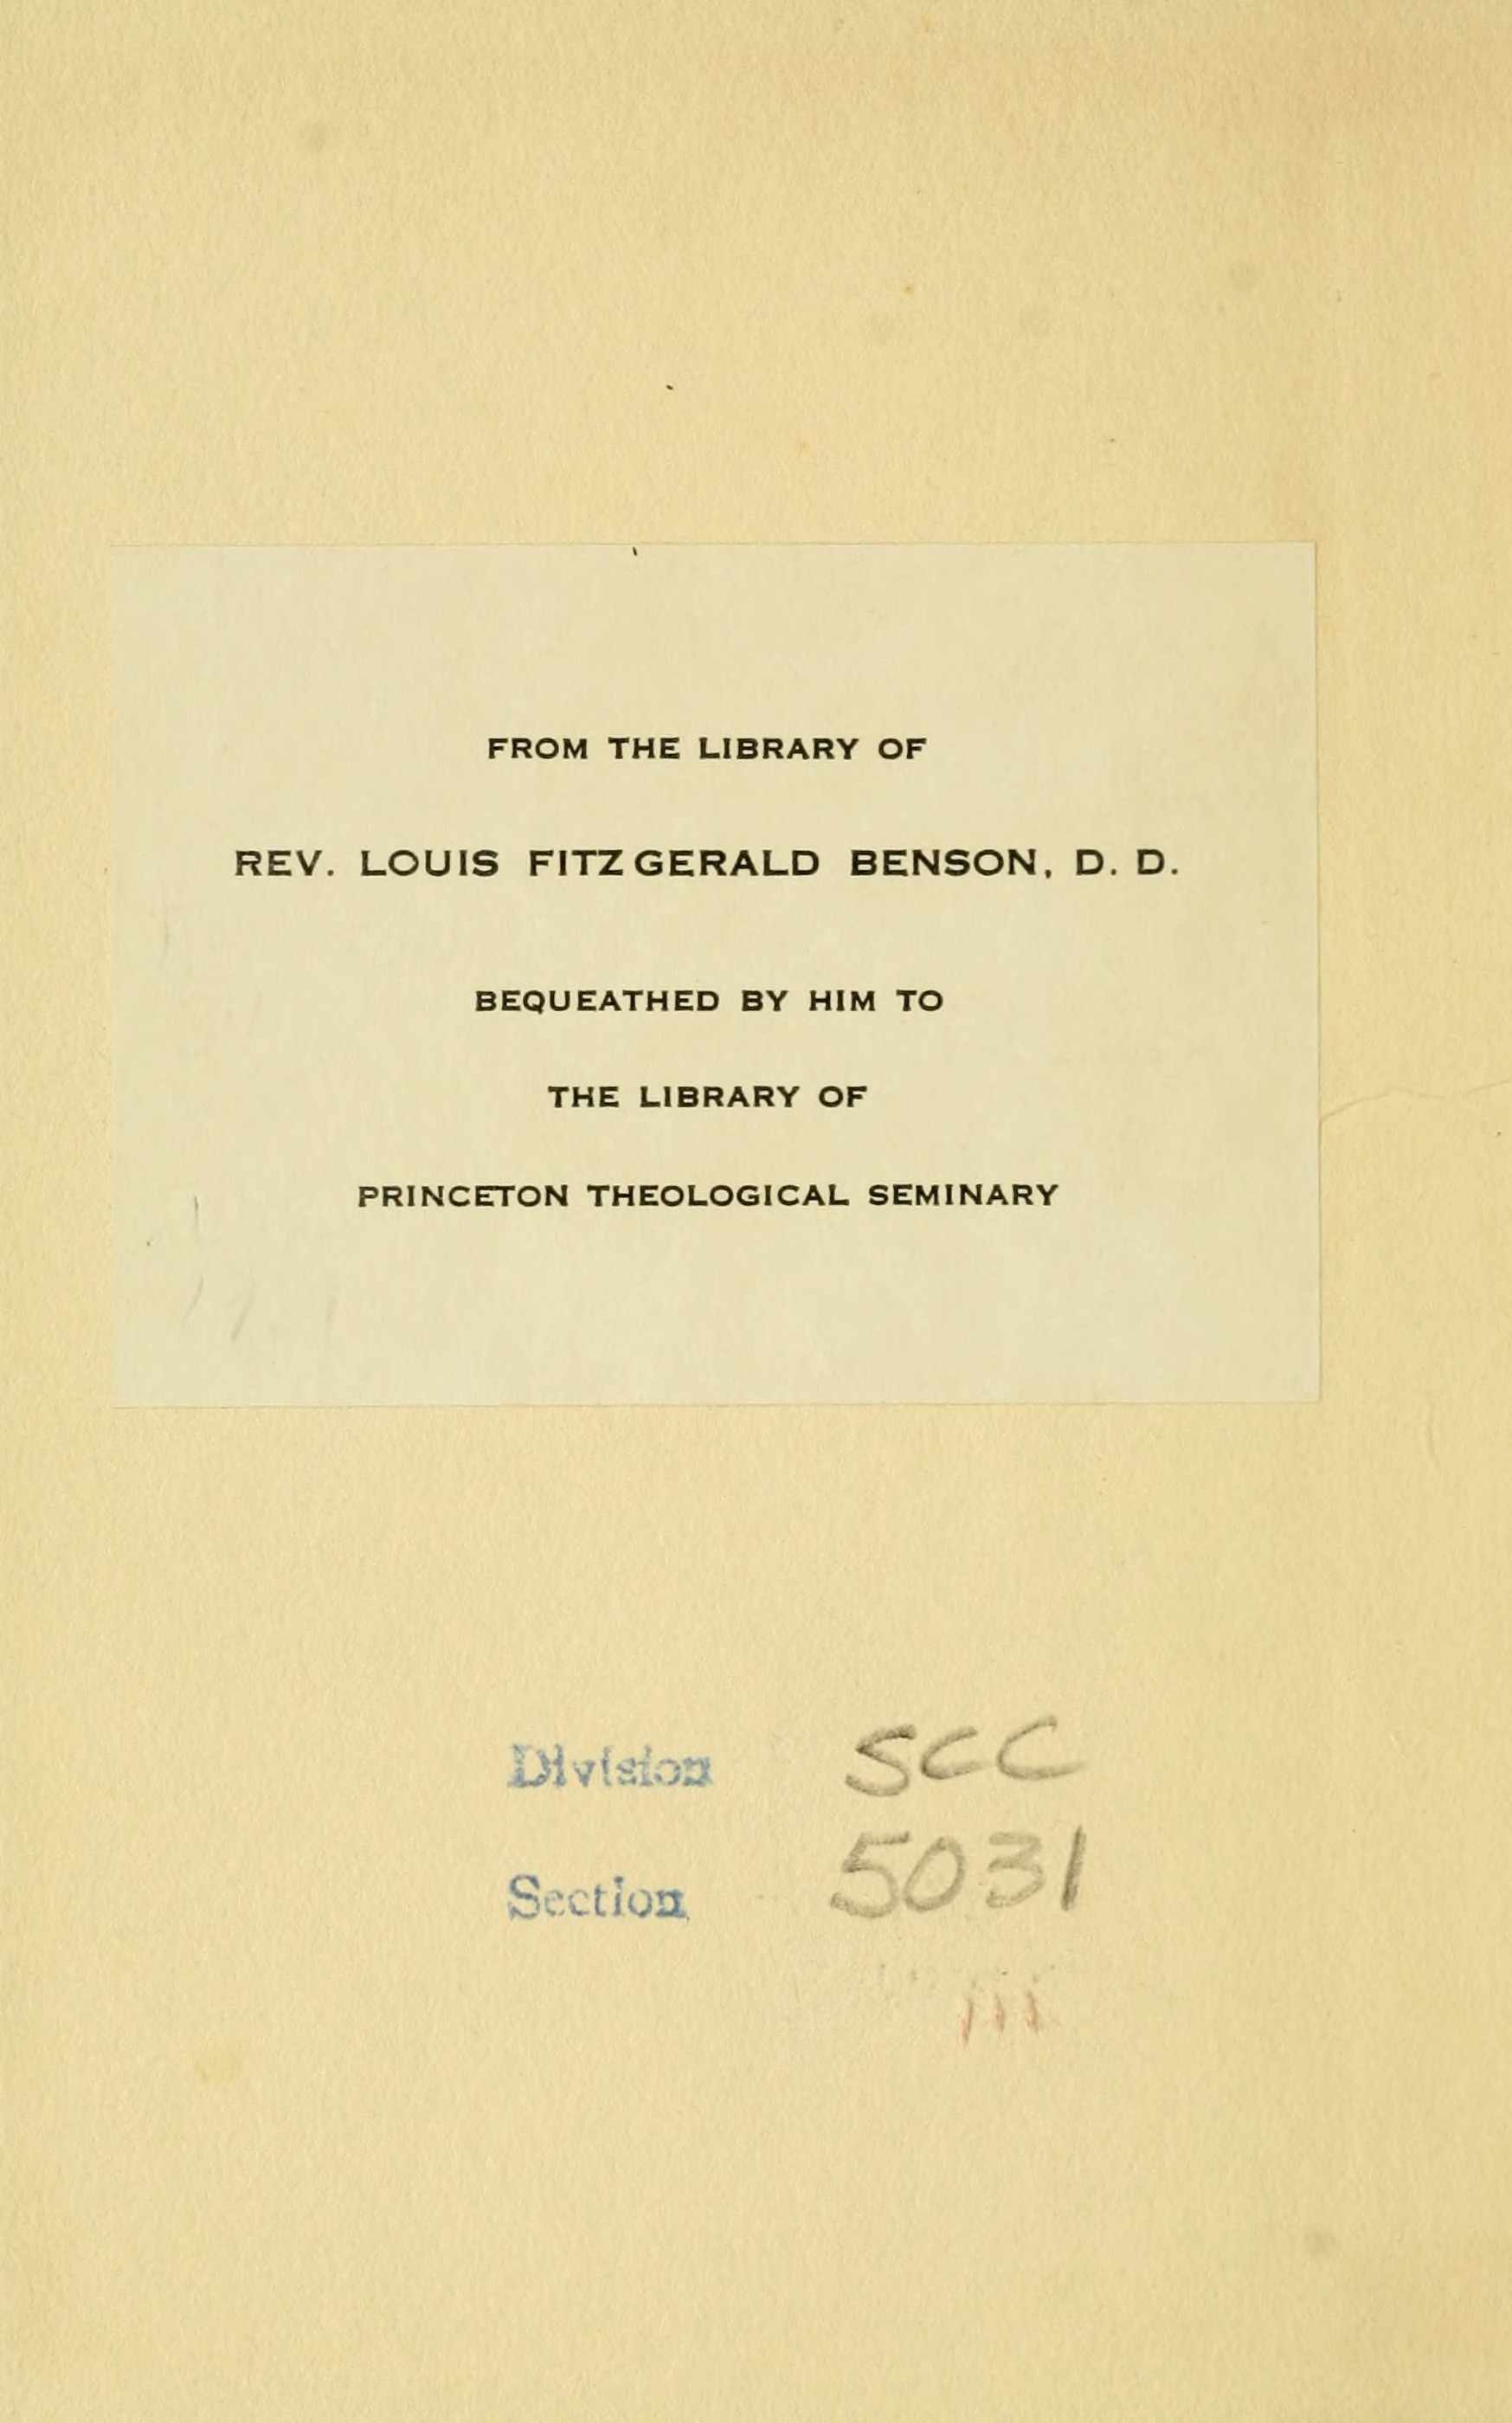 FROM THE LIBRARY OF
REV. LOUIS FITZGERALD BENSON, D. D.
BEQUEATHED BY HIM TO
THE LIBRARY OF
PRINCETON THEOLOGICAL SEMINARY
Division SCC
Section 5031